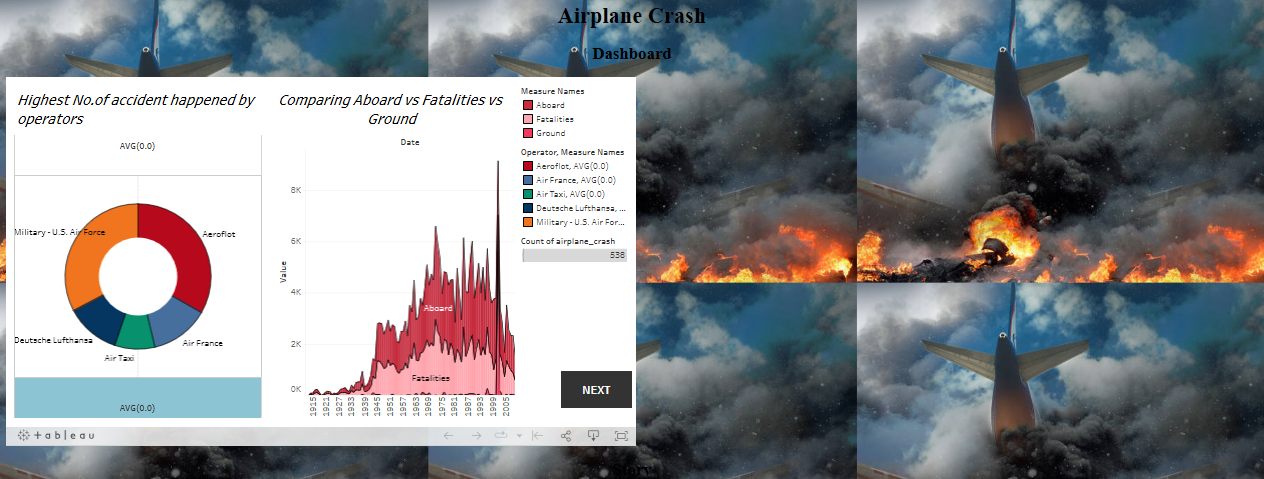 Airplane Crash
Dashboard
Highest No.of accident happened by
operators
AVG(0.0)
Military - U.S. Air Force
Aeroflot
Deutsche Lufthansa
Air France
Air Taxi
AVG(0.0)
Comparing Aboard vs Fatalities vs
Ground
Date
Value
8K
6K
4K
2K
0K
Aboard
Fatalities
1915
1921
1927
1933
1939
1945
1951
1957
1963
1969
1975
1981
1987
1993
1999
2005
Measure Names
Aboard
Fatalities
Ground
Operator, Measure Names
Aeroflot, AVG(0.0)
Air France, AVG(0.0)
Air Taxi, AVG(0.0)
Deutsche Lufthansa, ...
Military - U.S. Air For...
Count of airplane_crash
536
NEXT
+ableau
Story